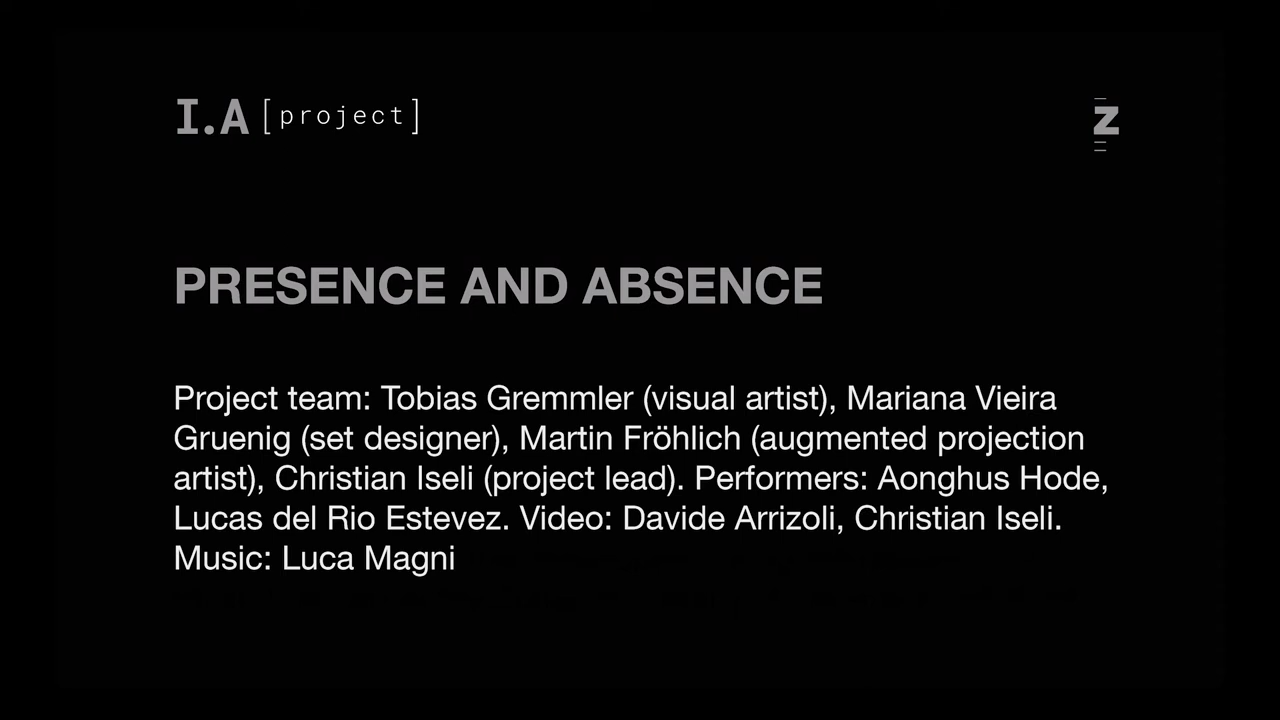 I.A [project]
z
PRESENCE AND ABSENCE
Project team: Tobias Gremmler (visual artist), Mariana Vieira
Gruenig (set designer), Martin Fröhlich (augmented projection
artist), Christian Iseli (project lead). Performers: Aonghus Hode,
Lucas del Rio Estevez. Video: Davide Arrizoli, Christian Iseli.
Music: Luca Magni